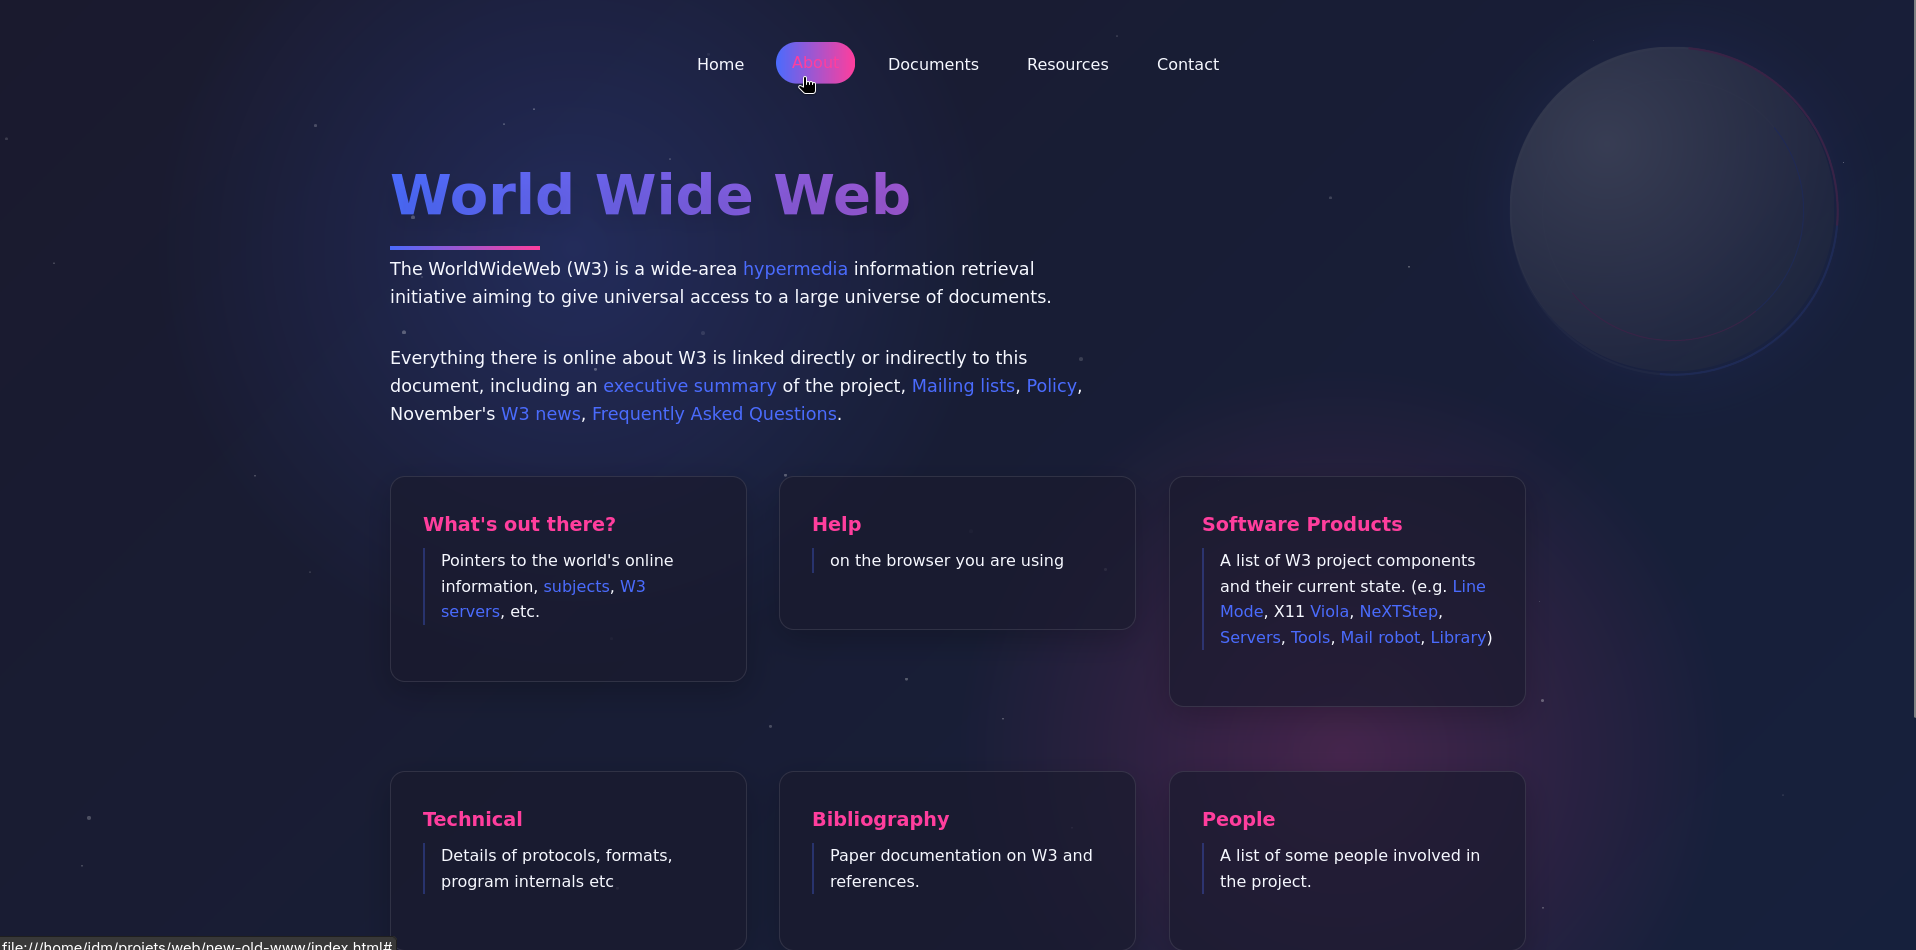 Home About Documents Resources Contact
World Wide Web
The WorldWideWeb (W3) is a wide-area hypermedia information retrieval
initiative aiming to give universal access to a large universe of documents.
Everything there is online about W3 is linked directly or indirectly to this
document, including an executive summary of the project, Mailing lists, Policy,
November's W3 news, Frequently Asked Questions.
What's out there?
Pointers to the world's online
information, subjects, W3
servers, etc.
Help
on the browser you are using
Software Products
A list of W3 project components
and their current state. (e.g. Line
Mode, X11 Viola, NeXTStep,
Servers, Tools, Mail robot, Library)
Technical
Details of protocols, formats,
program internals etc
Bibliography
Paper documentation on W3 and
references.
People
A list of some people involved in
the project.
file:///home/jdm/projets/web/new-old-www/index.html#